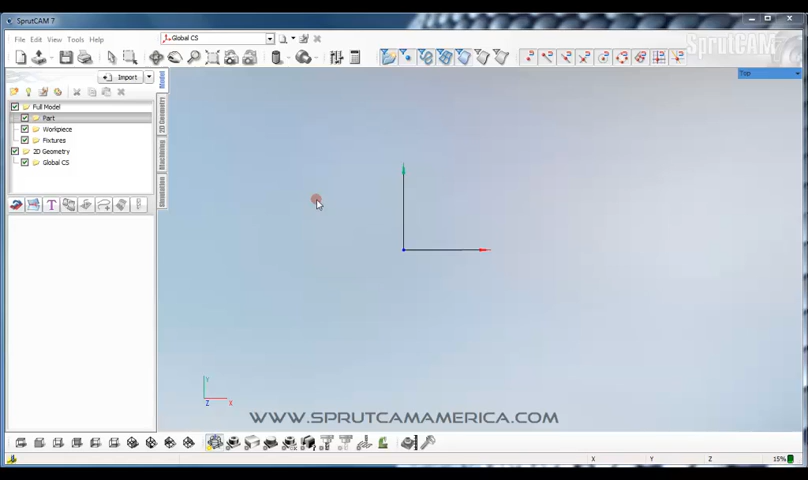 SprutCAM 7
File Edit View Tools Help
Global CS
SprutCAM
Import
Top
Model
2D Geometry
Machining
Simulation
Full Model
Part
Workpiece
Fixtures
2D Geometry
Global CS
T
Y
Z X
WWW.SPRUTCAMAMERICA.COM
X Y Z 15%